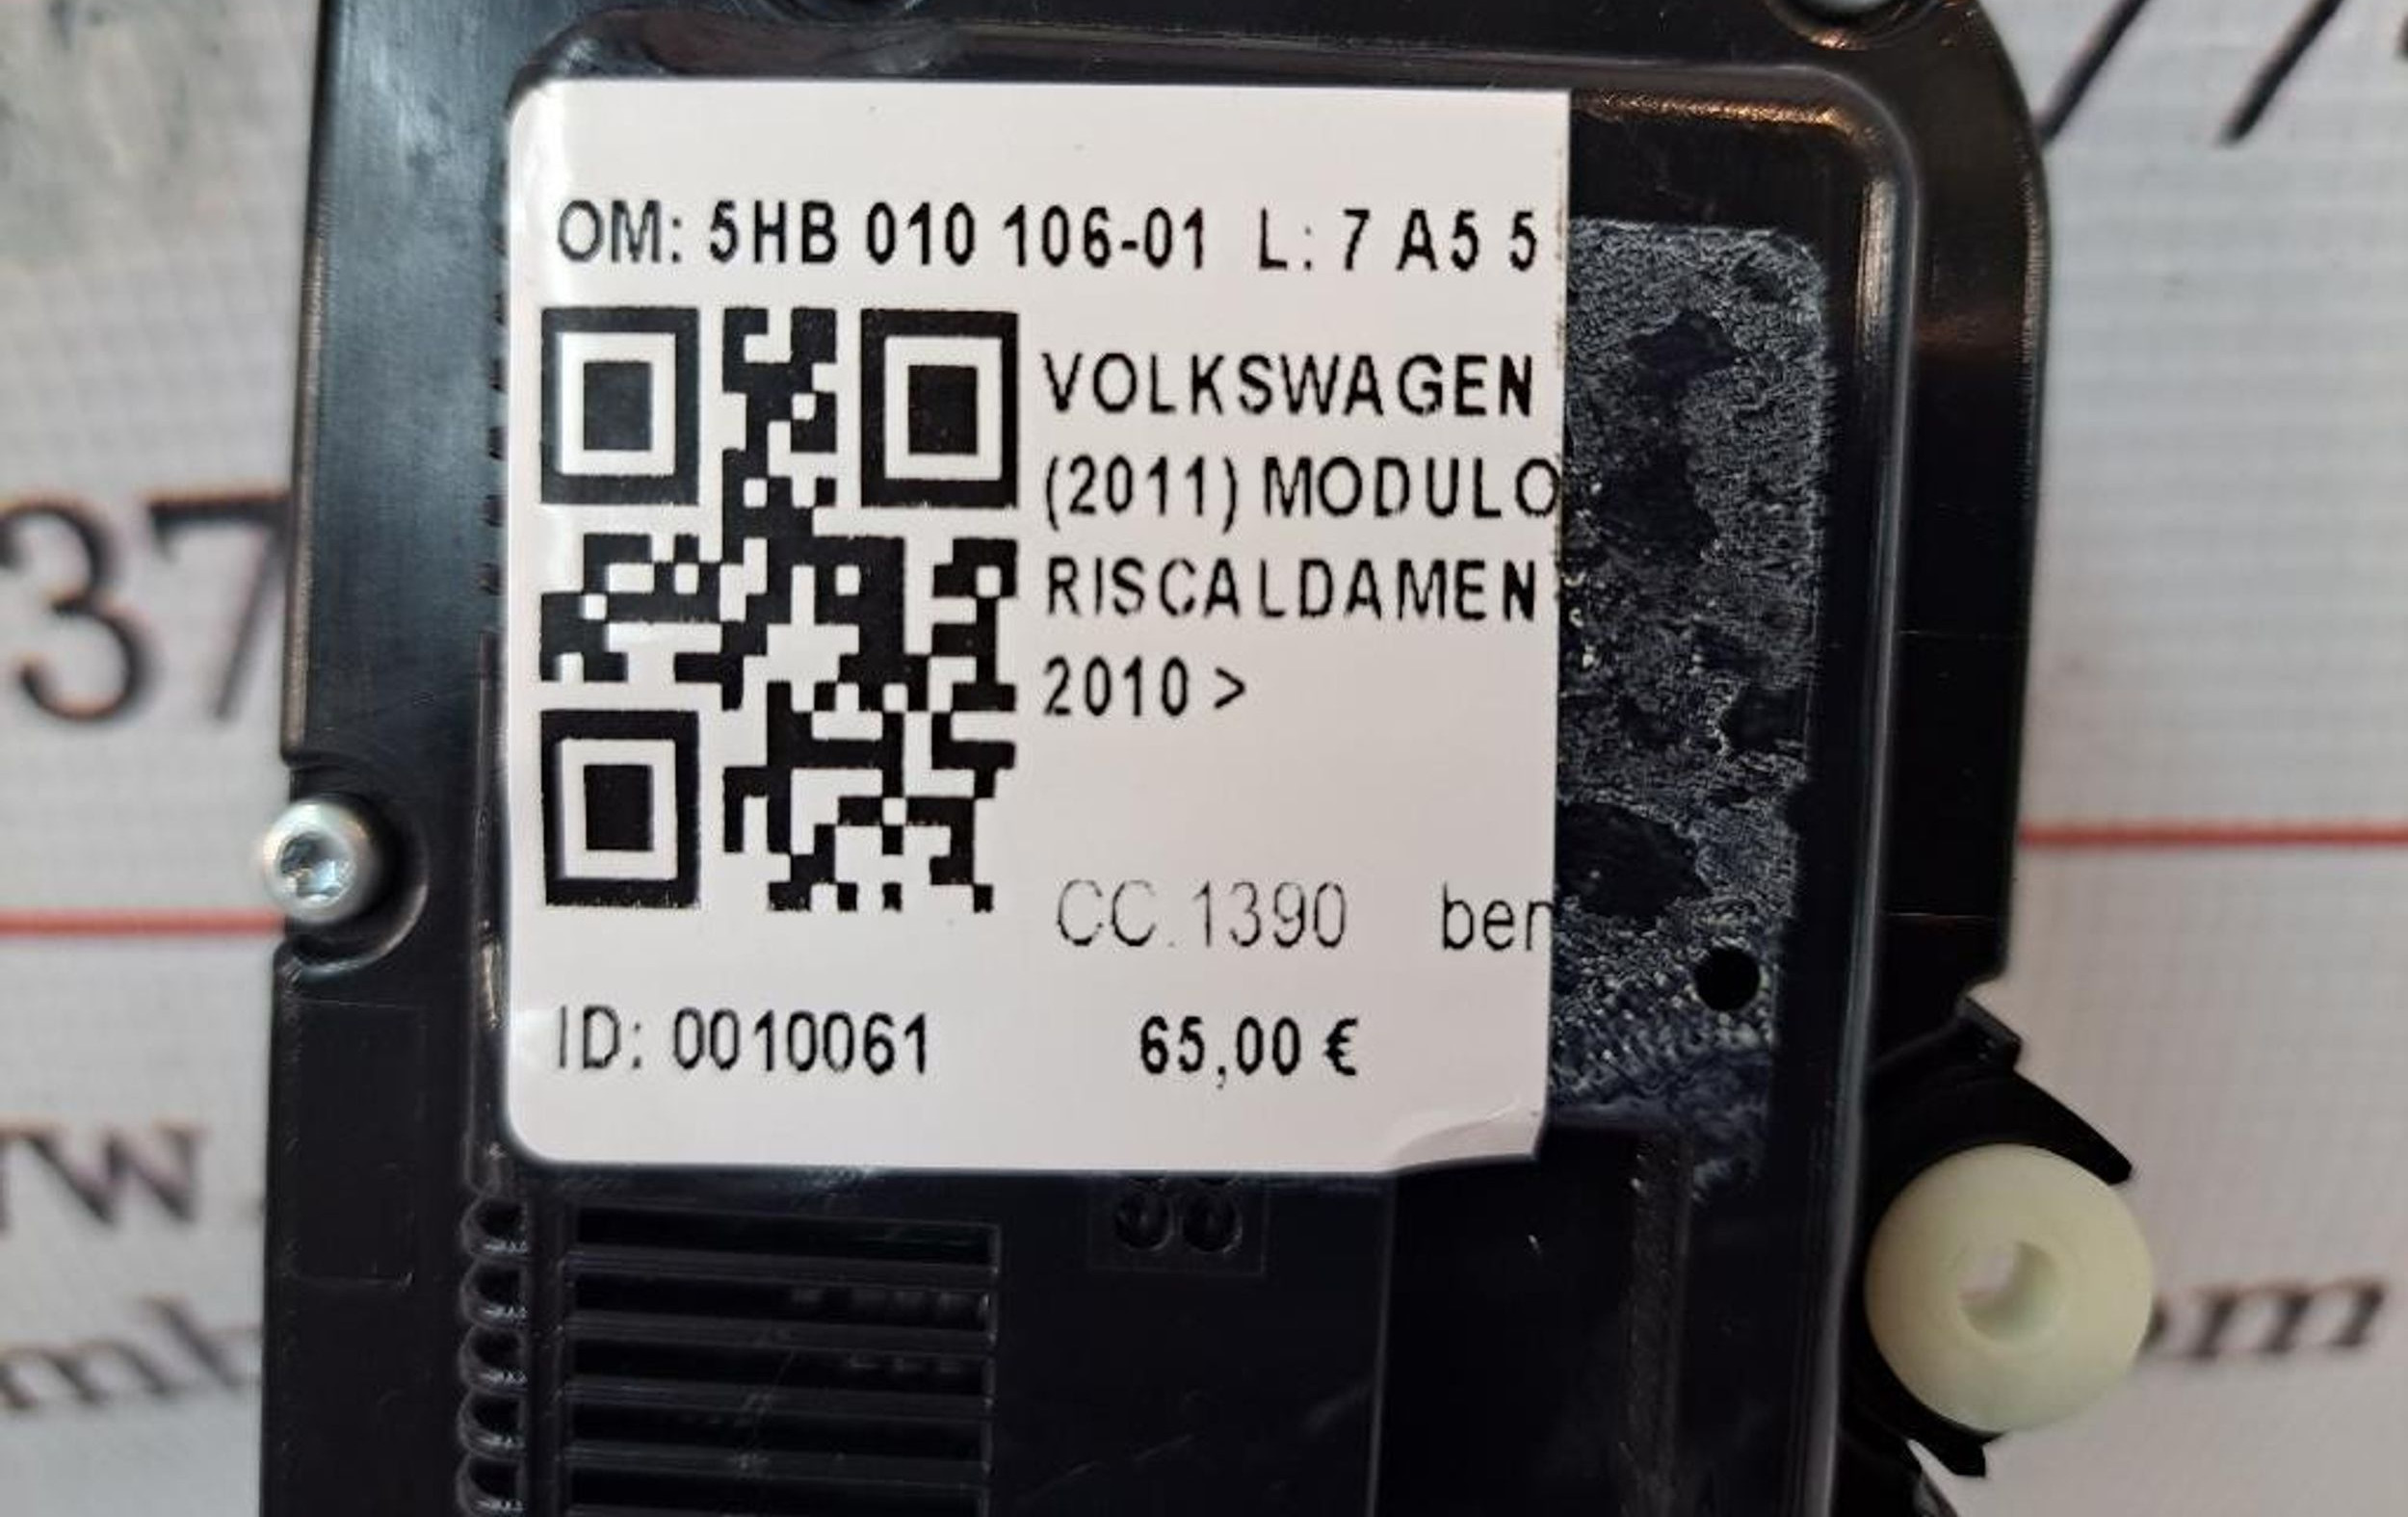 OM: 5HB 010 106-01 L: 7 A5 5
VOLKSWAGEN
(2011) MODULO
RISCALDAMEN
2010 >
CC.1390 ben
ID: 0010061 65,00 €
37